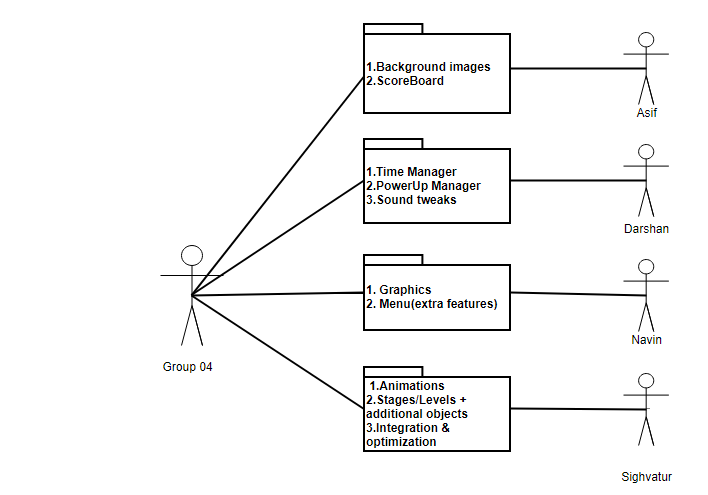 1.Background images
2.ScoreBoard
Asif
1.Time Manager
2.PowerUp Manager
3.Sound tweaks
Darshan
1. Graphics
2. Menu(extra features)
Navin
Group 04
1.Animations
2.Stages/Levels +
additional objects
3.Integration &
optimization
Sighvatur